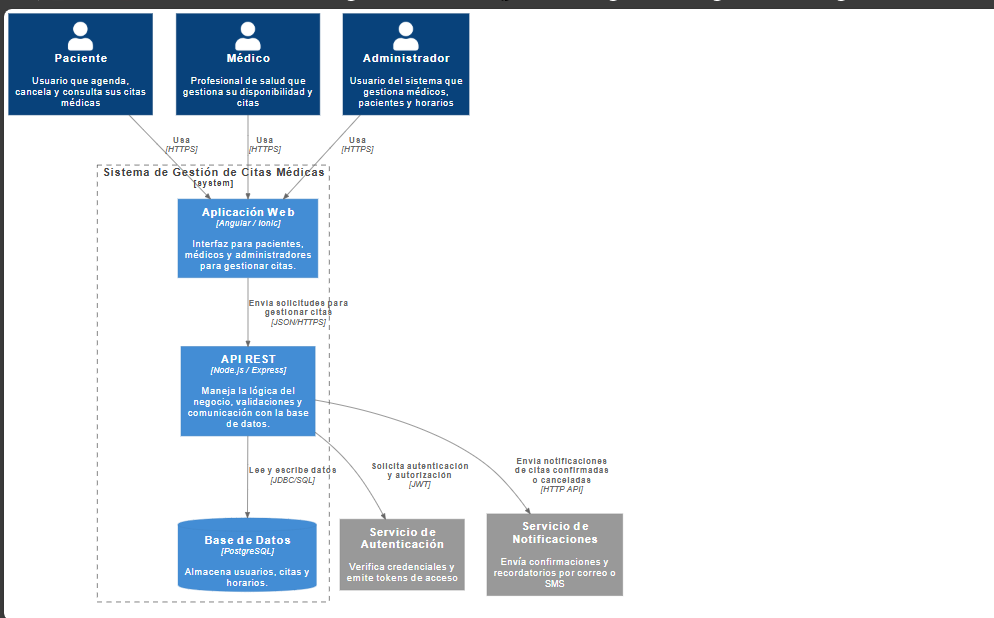 Paciente
Usuario que agenda,
cancela y consulta sus citas
médicas
Médico
Profesional de salud que
gestiona su disponibilidad y
citas
Administrador
Usuario del sistema que
gestiona médicos,
pacientes y horarios
Usa
[HTTPS]
Usa
[HTTPS]
Usa
[HTTPS]
Sistema de Gestión de Citas Médicas
[system]
Aplicación Web
[Angular / Ionic]
Interfaz para pacientes,
médicos y administradores
para gestionar citas.
Envía solicitudes para
gestionar citas
[JSON/HTTPS]
API REST
[Node.js / Express]
Maneja la lógica del
negocio, validaciones y
comunicación con la base
de datos.
Lee y escribe datos
[JDBC/SQL]
Solicita autenticación
y autorización
[JWT]
Envía notificaciones
de citas confirmadas
o canceladas
[HTTP API]
Base de Datos
[PostgreSQL]
Almacena usuarios, citas y
horarios.
Servicio de
Autenticación
Verifica credenciales y
emite tokens de acceso
Servicio de
Notificaciones
Envía confirmaciones y
recordatorios por correo o
SMS